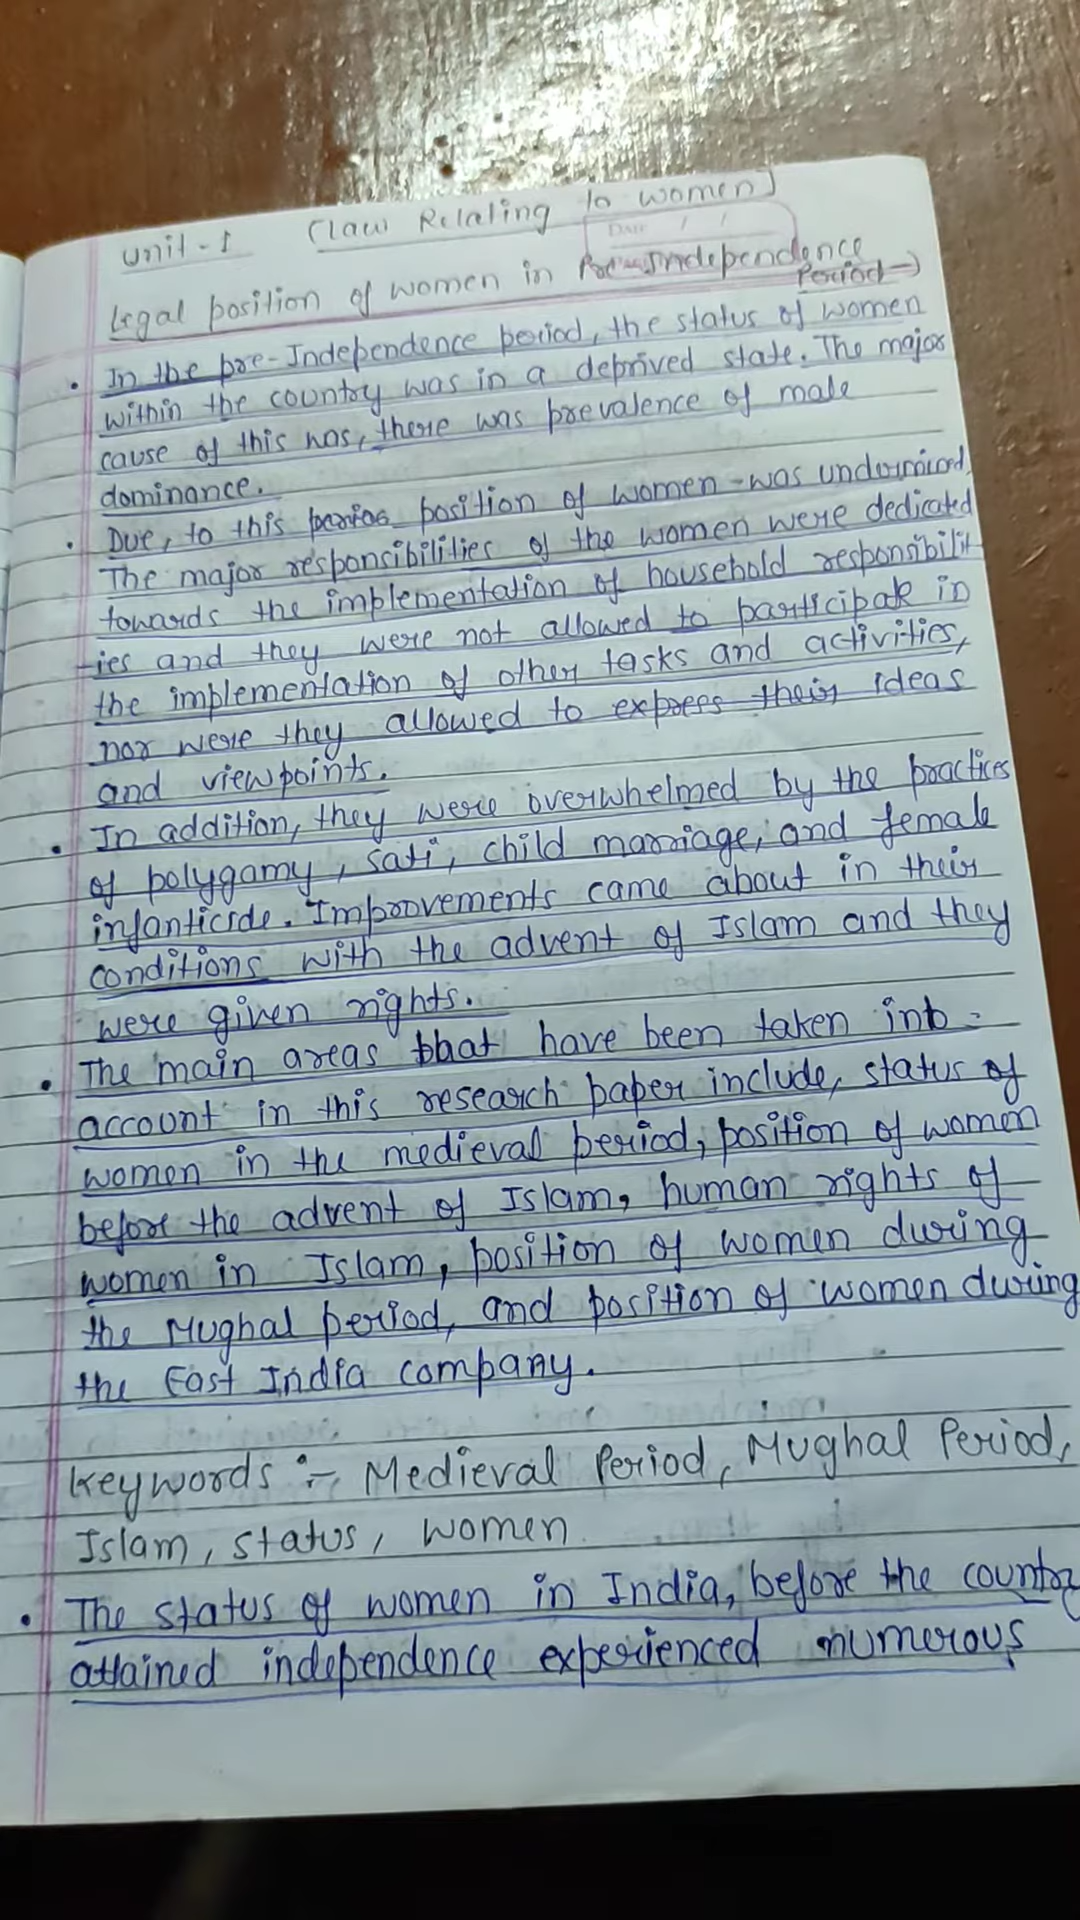 Unit - I (Law Relating to women)
Date / /
Legal position of women in Pre-Independence
Period→)
• In the pre-Independence period, the status of women
within the country was in a deprived state. The major
cause of this was, there was prevalence of male
dominance.
• Due, to this position of women - was undermined.
The major responsibilities of the women were dedicated
towards the implementation of household responsibilit
-ies and they were not allowed to participate in
the implementation of other tasks and activities,
nor were they allowed to express their ideas
and viewpoints.
• In addition, they were overwhelmed by the practices
of polygamy, sati, child marriage, and female
infanticide. Improovements came about in their
conditions with the advent of Islam and they
were given rights.
• The main areas that have been taken into -
account in this research paper include, status of
women in the medieval period, position of women
before the advent of Islam, human rights of
women in Islam, position of women during
the Mughal period, and position of women during
the East India company.
Keywords :- Medieval Period, Mughal Period,
Islam, status, women.
• The status of women in India, before the country
attained independence experienced numerous